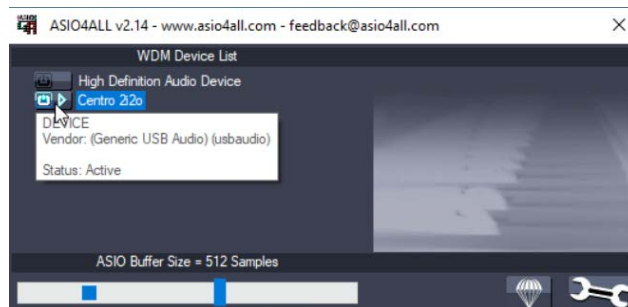 ASIO4ALL v2.14 - www.asio4all.com - feedback@asio4all.com
WDM Device List
High Definition Audio Device
Centro 2i2o
DEVICE
Vendor: (Generic USB Audio) (usbaudio)
Status: Active
ASIO Buffer Size = 512 Samples